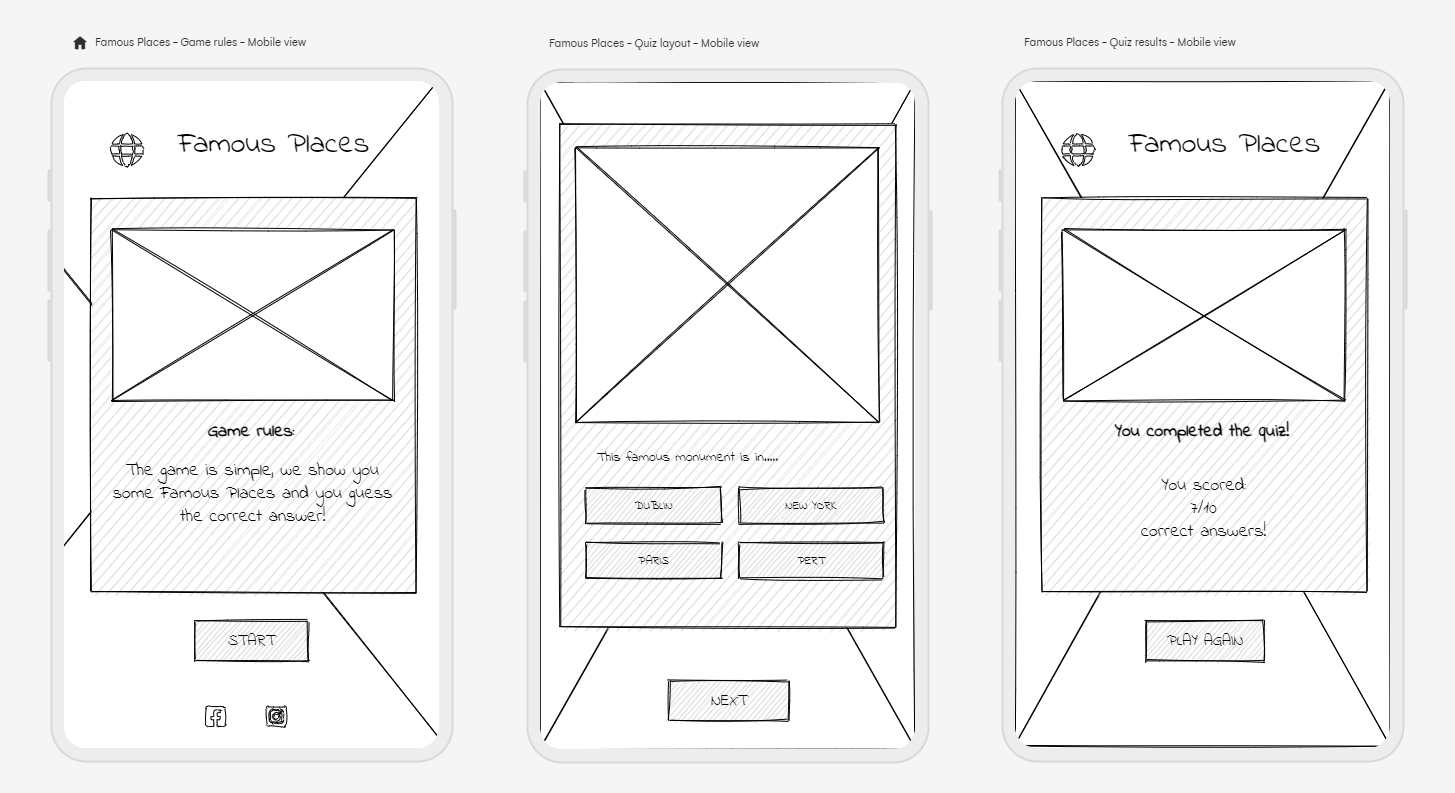 Famous Places - Game rules - Mobile view
Famous Places
Game rules:
The game is simple, we show you
some Famous Places and you guess
the correct answer!
START
Famous Places - Quiz layout - Mobile view
This famous monument is in.....
DUBLIN
NEW YORK
PARIS
PERT
NEXT
Famous Places - Quiz results - Mobile view
Famous Places
You completed the quiz!
You scored:
7/10
correct answers!
PLAY AGAIN